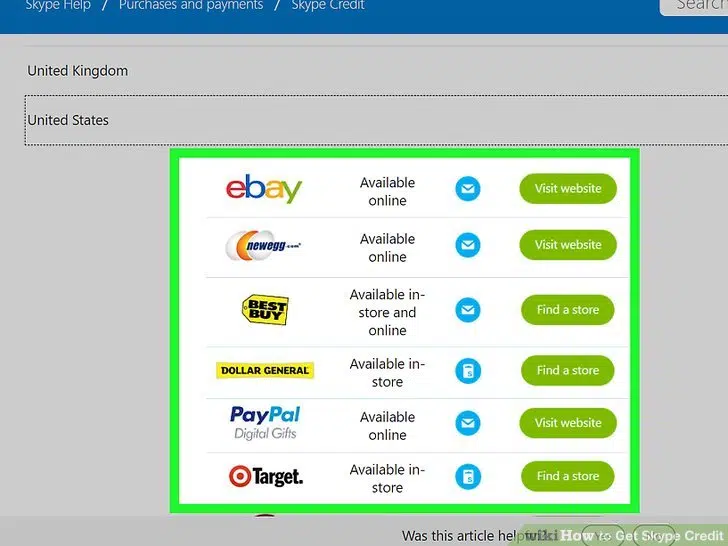 Skype Help / Purchases and payments / Skype Credit
Search
United Kingdom
United States
ebay
Available online
Visit website
newegg.com
Available online
Visit website
BEST BUY
Available in-store and online
Find a store
DOLLAR GENERAL
Available in-store
Find a store
PayPal Digital Gifts
Available online
Visit website
Target.
Available in-store
Find a store
Was this article help
wikiHow to Get Skype Credit